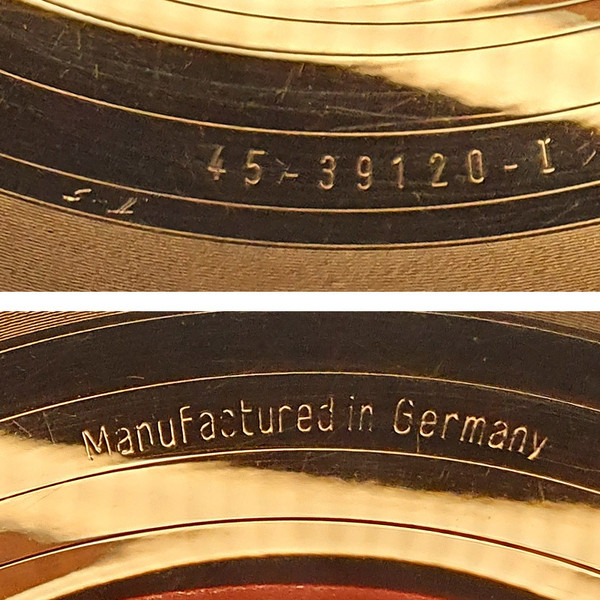 45-39120-I
Manufactured in Germany